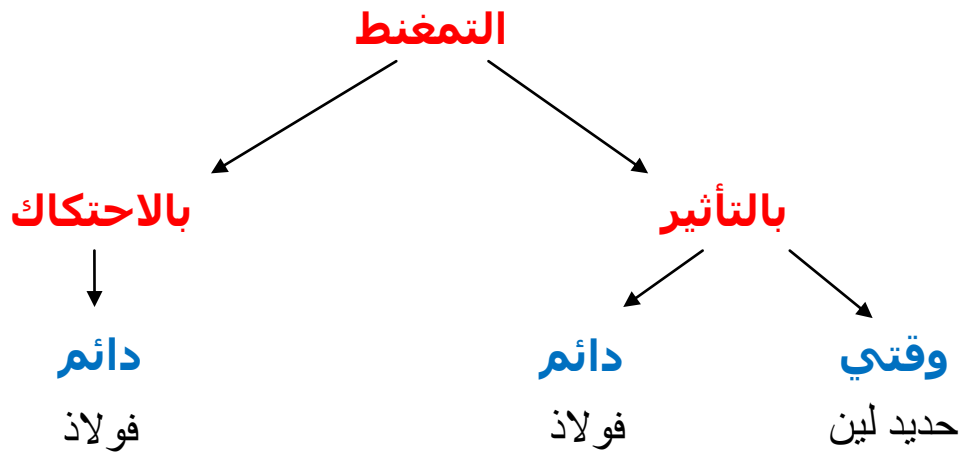 التمغنط
بالتأثير
بالاحتكاك
وقتي
دائم
دائم
حديد لين
فولاذ
فولاذ